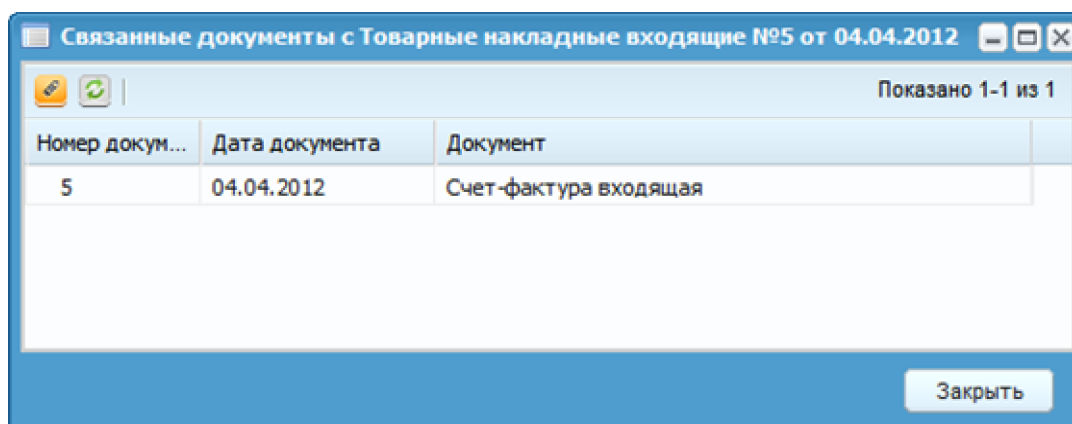 Связанные документы с Товарные накладные входящие №5 от 04.04.2012
Показано 1-1 из 1
Номер докум... Дата документа Документ
5 04.04.2012 Счет-фактура входящая
Закрыть